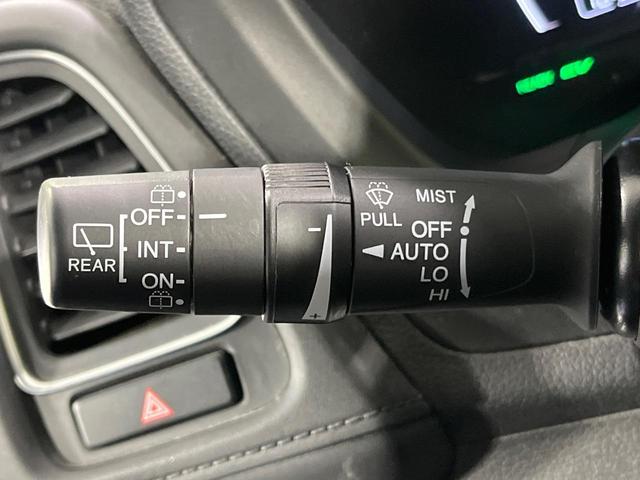 OFF
INT
REAR
ON
−
+
PULL
MIST
OFF
AUTO
LO
HI